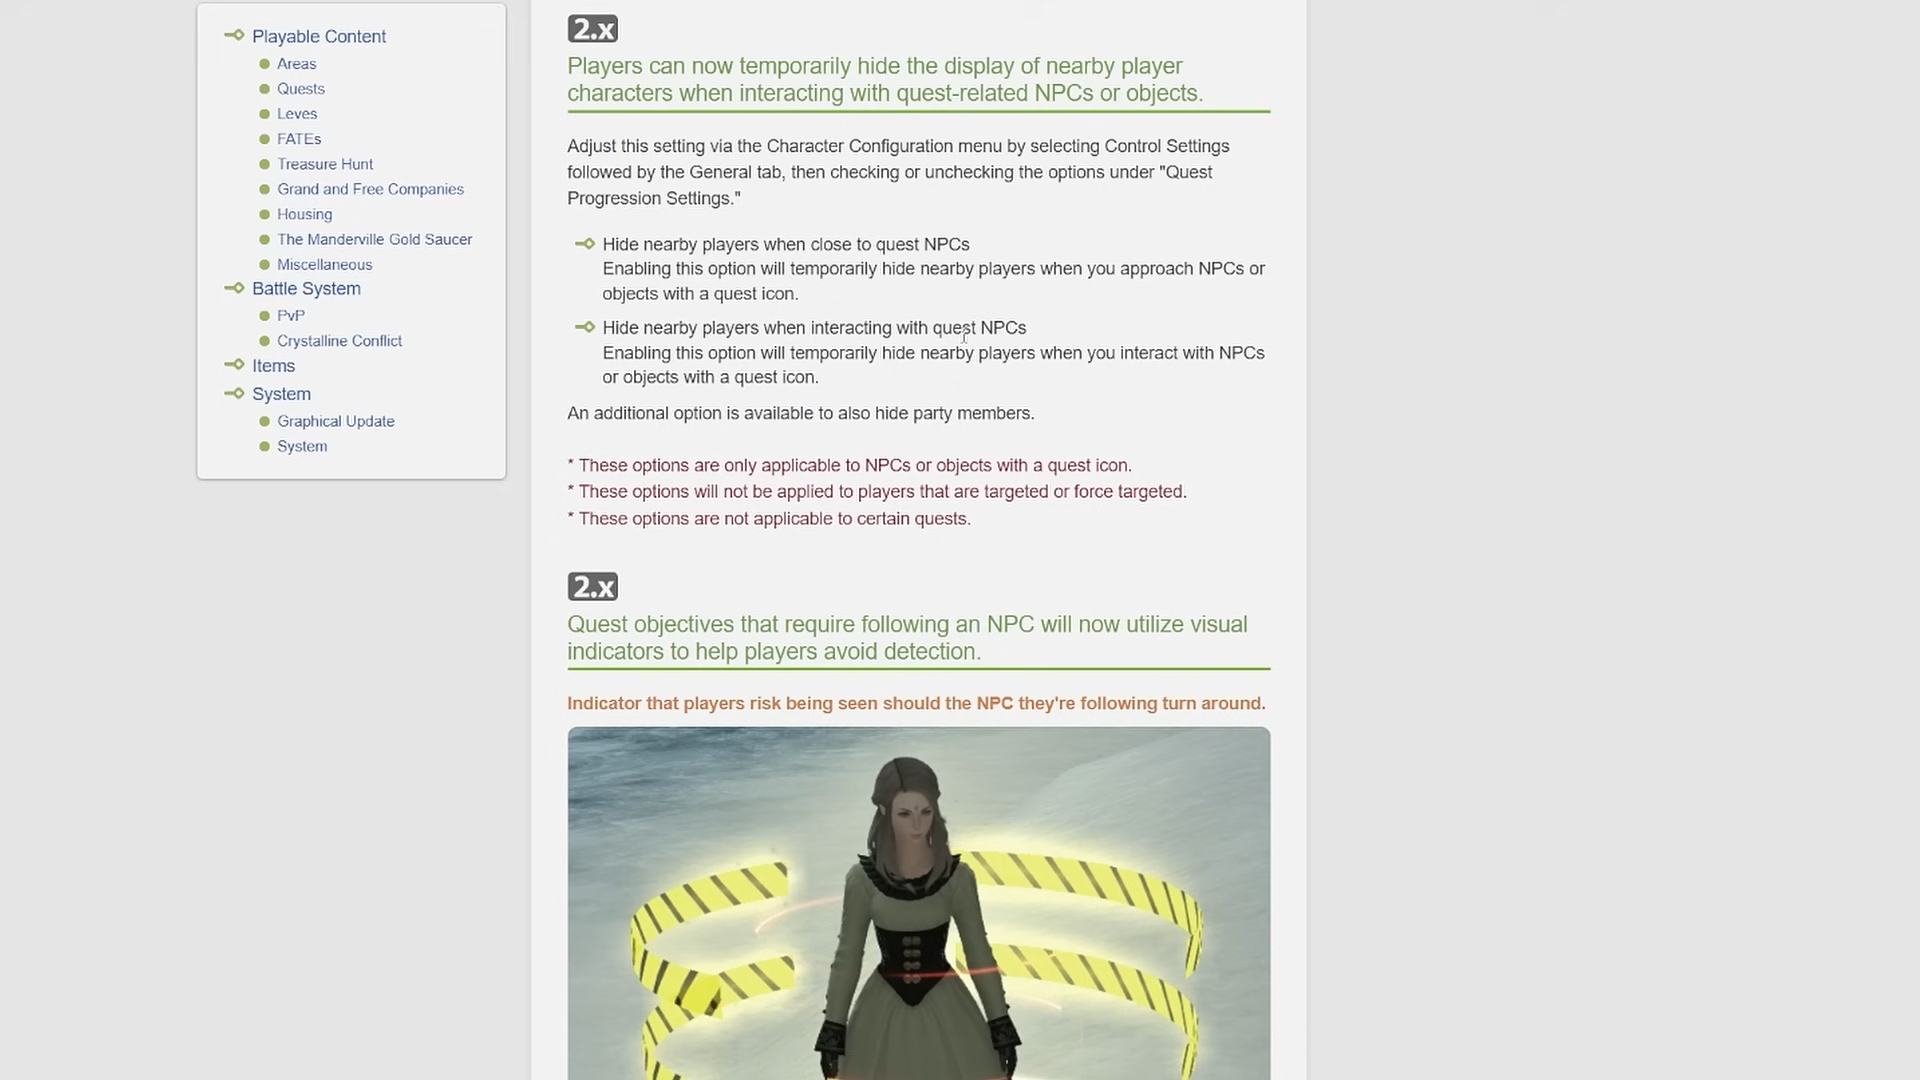 Playable Content
Areas
Quests
Leves
FATEs
Treasure Hunt
Grand and Free Companies
Housing
The Manderville Gold Saucer
Miscellaneous
Battle System
PvP
Crystalline Conflict
Items
System
Graphical Update
System
2.x
Players can now temporarily hide the display of nearby player
characters when interacting with quest-related NPCs or objects.
Adjust this setting via the Character Configuration menu by selecting Control Settings
followed by the General tab, then checking or unchecking the options under "Quest
Progression Settings."
Hide nearby players when close to quest NPCs
Enabling this option will temporarily hide nearby players when you approach NPCs or
objects with a quest icon.
Hide nearby players when interacting with quest NPCs
Enabling this option will temporarily hide nearby players when you interact with NPCs
or objects with a quest icon.
An additional option is available to also hide party members.
* These options are only applicable to NPCs or objects with a quest icon.
* These options will not be applied to players that are targeted or force targeted.
* These options are not applicable to certain quests.
2.x
Quest objectives that require following an NPC will now utilize visual
indicators to help players avoid detection.
Indicator that players risk being seen should the NPC they're following turn around.